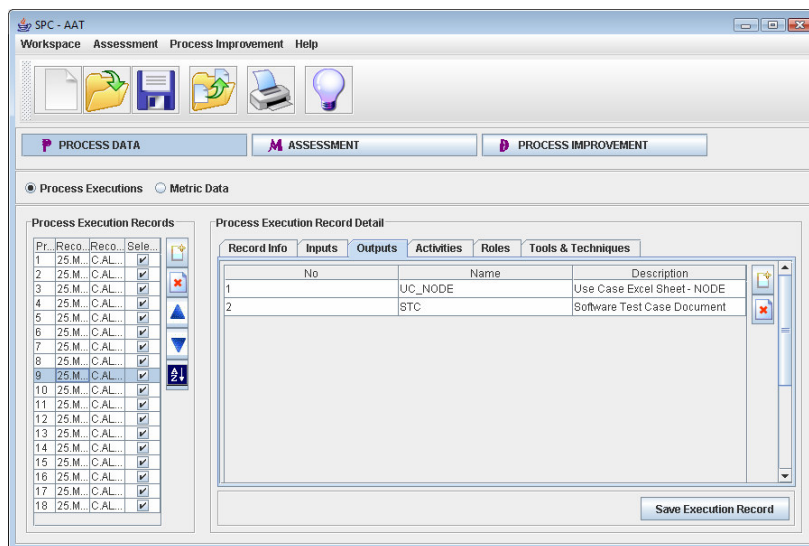 SPC - AAT
Workspace Assessment Process Improvement Help
P PROCESS DATA M ASSESSMENT D PROCESS IMPROVEMENT
Process Executions Metric Data
Process Execution Records
Pr... Reco... Reco... Sele...
1 25.M... C.AL...
2 25.M... C.AL...
3 25.M... C.AL...
4 25.M... C.AL...
5 25.M... C.AL...
6 25.M... C.AL...
7 25.M... C.AL...
8 25.M... C.AL...
9 25.M... C.AL...
10 25.M... C.AL...
11 25.M... C.AL...
12 25.M... C.AL...
13 25.M... C.AL...
14 25.M... C.AL...
15 25.M... C.AL...
16 25.M... C.AL...
17 25.M... C.AL...
18 25.M... C.AL...
A Z
Process Execution Record Detail
Record Info Inputs Outputs Activities Roles Tools & Techniques
No Name Description
1 UC_NODE Use Case Excel Sheet - NODE
2 STC Software Test Case Document
Save Execution Record